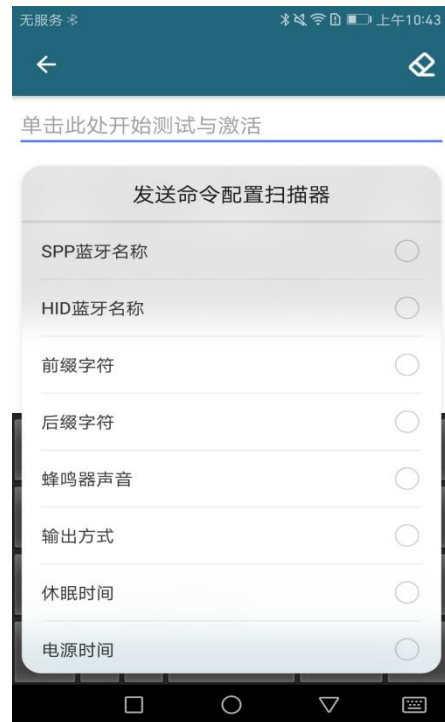 无服务
上午10:43
单击此处开始测试与激活
发送命令配置扫描器
SPP蓝牙名称
HID蓝牙名称
前缀字符
后缀字符
蜂鸣器声音
输出方式
休眠时间
电源时间